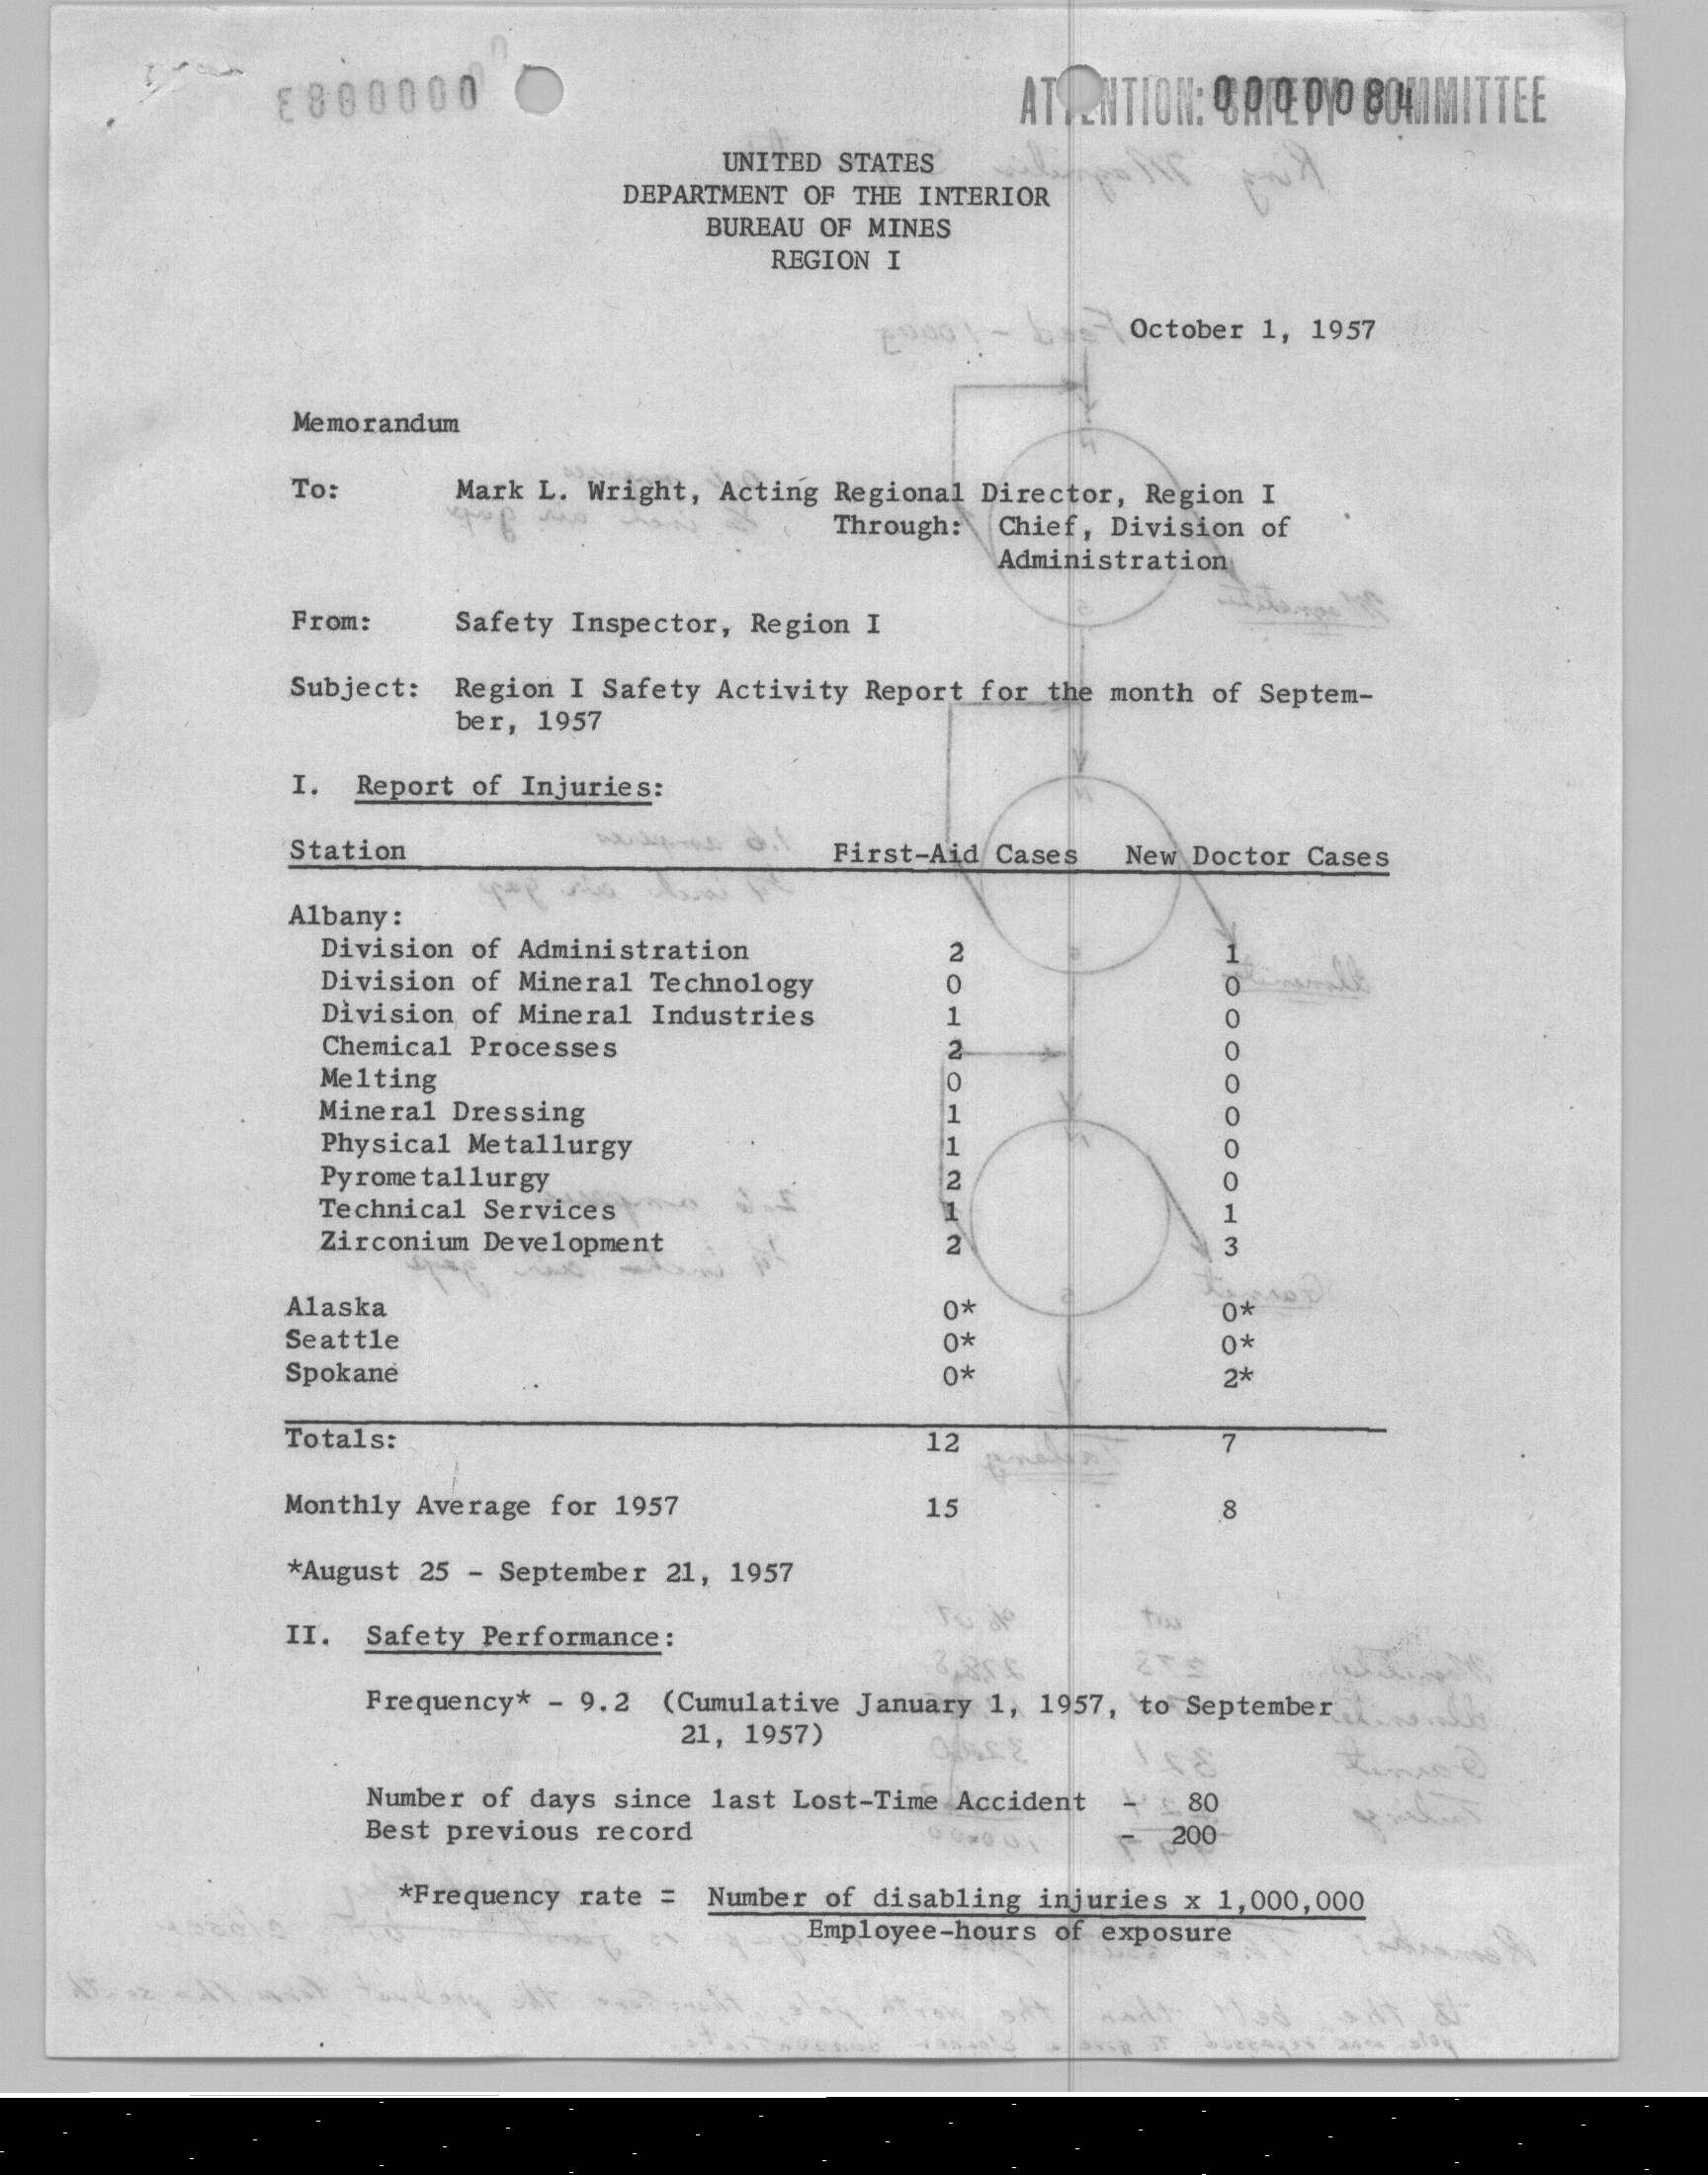 0000083
ATTENTION: SAFETY COMMITTEE
0000084
UNITED STATES
DEPARTMENT OF THE INTERIOR
BUREAU OF MINES
REGION I
October 1, 1957
Memorandum
To: Mark L. Wright, Acting Regional Director, Region I
Through: Chief, Division of
Administration
From: Safety Inspector, Region I
Subject: Region I Safety Activity Report for the month of Septem-
ber, 1957
I. Report of Injuries:
Station First-Aid Cases New Doctor Cases
Albany:
Division of Administration 2 1
Division of Mineral Technology 0 0
Division of Mineral Industries 1 0
Chemical Processes 2 0
Melting 0 0
Mineral Dressing 1 0
Physical Metallurgy 1 0
Pyrometallurgy 2 0
Technical Services 1 1
Zirconium Development 2 3
Alaska 0* 0*
Seattle 0* 0*
Spokane 0* 2*
Totals: 12 7
Monthly Average for 1957 15 8
*August 25 - September 21, 1957
II. Safety Performance:
Frequency* - 9.2 (Cumulative January 1, 1957, to September
21, 1957)
Number of days since last Lost-Time Accident - 80
Best previous record - 200
*Frequency rate = Number of disabling injuries x 1,000,000
Employee-hours of exposure